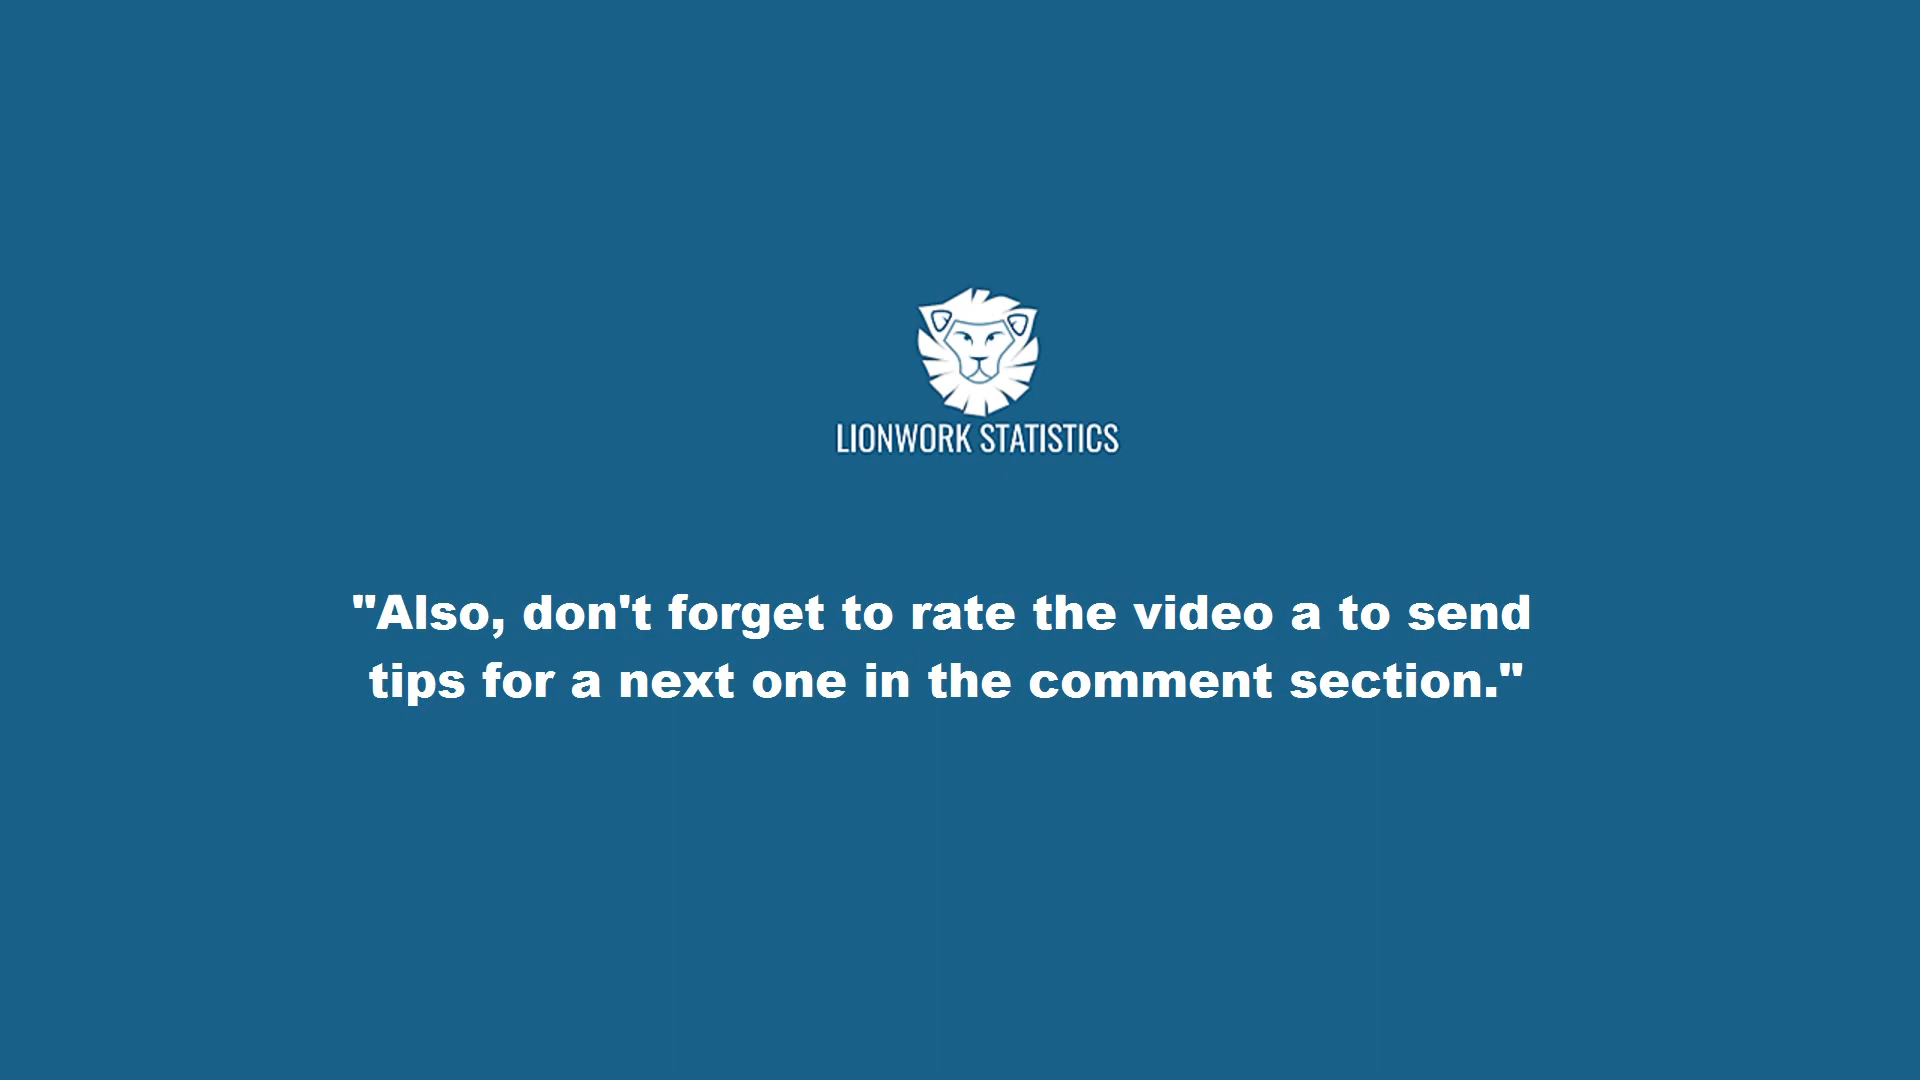 LIONWORK STATISTICS
"Also, don't forget to rate the video a to send
tips for a next one in the comment section."